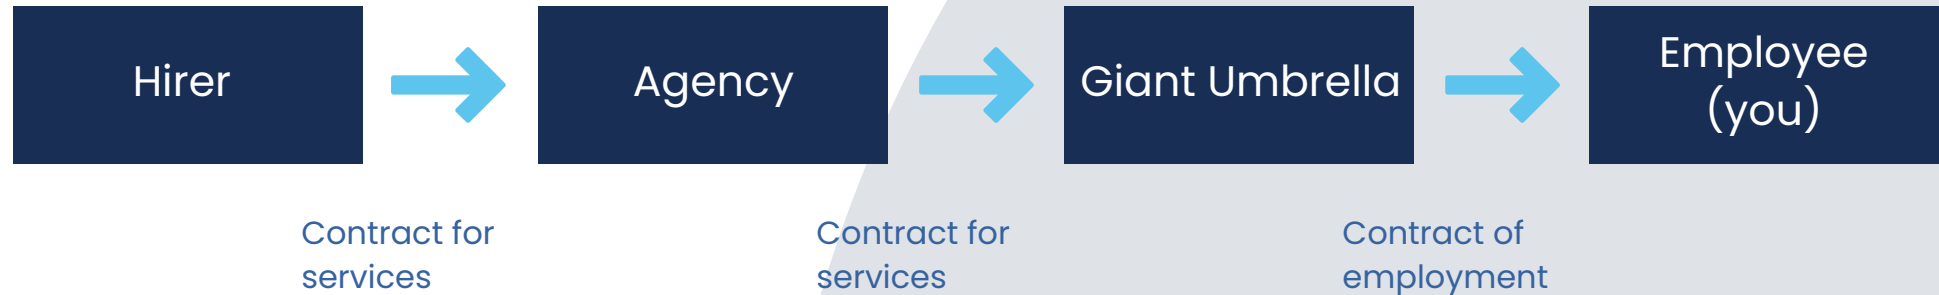 Hirer
Agency
Giant Umbrella
Employee
(you)
Contract for
services
Contract for
services
Contract of
employment